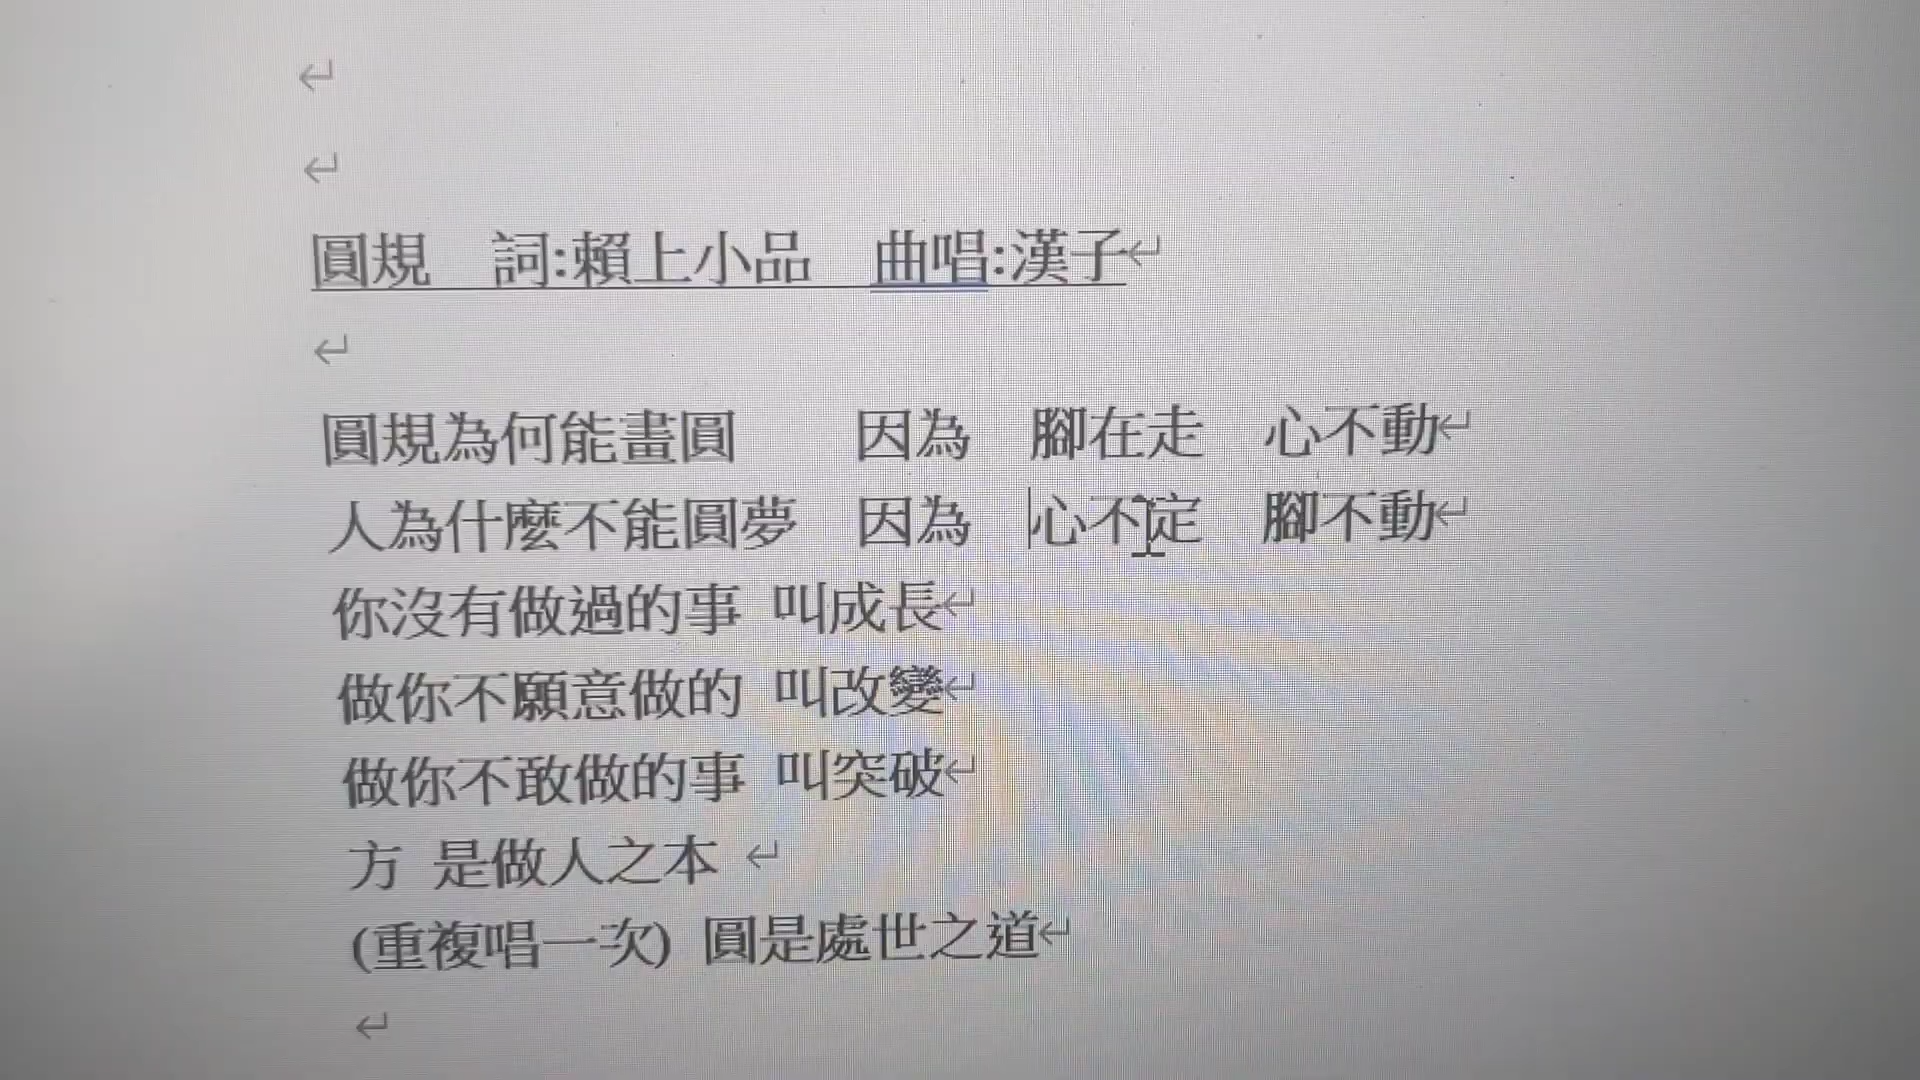 圓規　詞:賴上小品　曲唱:漢子
圓規為何能畫圓　　因為　腳在走　心不動
人為什麼不能圓夢　因為　心不定　腳不動
你沒有做過的事 叫成長
做你不願意做的 叫改變
做你不敢做的事 叫突破
方 是做人之本
(重複唱一次) 圓是處世之道